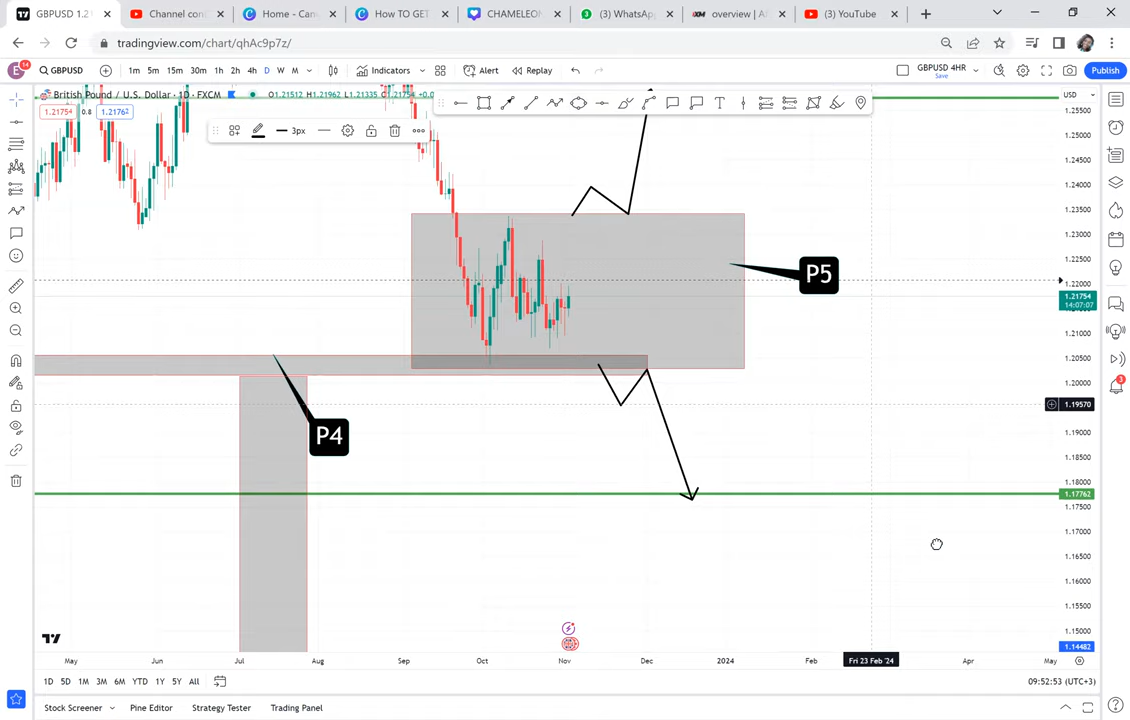 GBPUSD 1.2
Channel con
Home - Can
How TO GET
CHAMELEON
(3) WhatsAp
overview | A
(3) YouTube
tradingview.com/chart/qhAc9p7z/
E
14
GBPUSD
1m 5m 15m 30m 1h 2h 4h D W M
Indicators
Alert
Replay
GBPUSD 4HR
Save
Publish
British Pound / U.S. Dollar · 1D · FXCM
O1.21512 H1.21962 L1.21335 C1.21754
1.21754
0.8
1.21762
3px
USD
1.25500
1.25000
1.24500
1.24000
1.23500
1.23000
1.22500
1.22000
1.21754
14:07:07
1.21000
1.20500
1.20000
1.19570
1.19000
1.18500
1.18000
1.17762
1.17500
1.17000
1.16500
1.16000
1.15500
1.15000
1.14482
P5
P4
3
May
Jun
Jul
Aug
Sep
Oct
Nov
Dec
2024
Feb
Fri 23 Feb '24
Apr
May
1D 5D 1M 3M 6M YTD 1Y 5Y All
09:52:53 (UTC+3)
Stock Screener
Pine Editor
Strategy Tester
Trading Panel